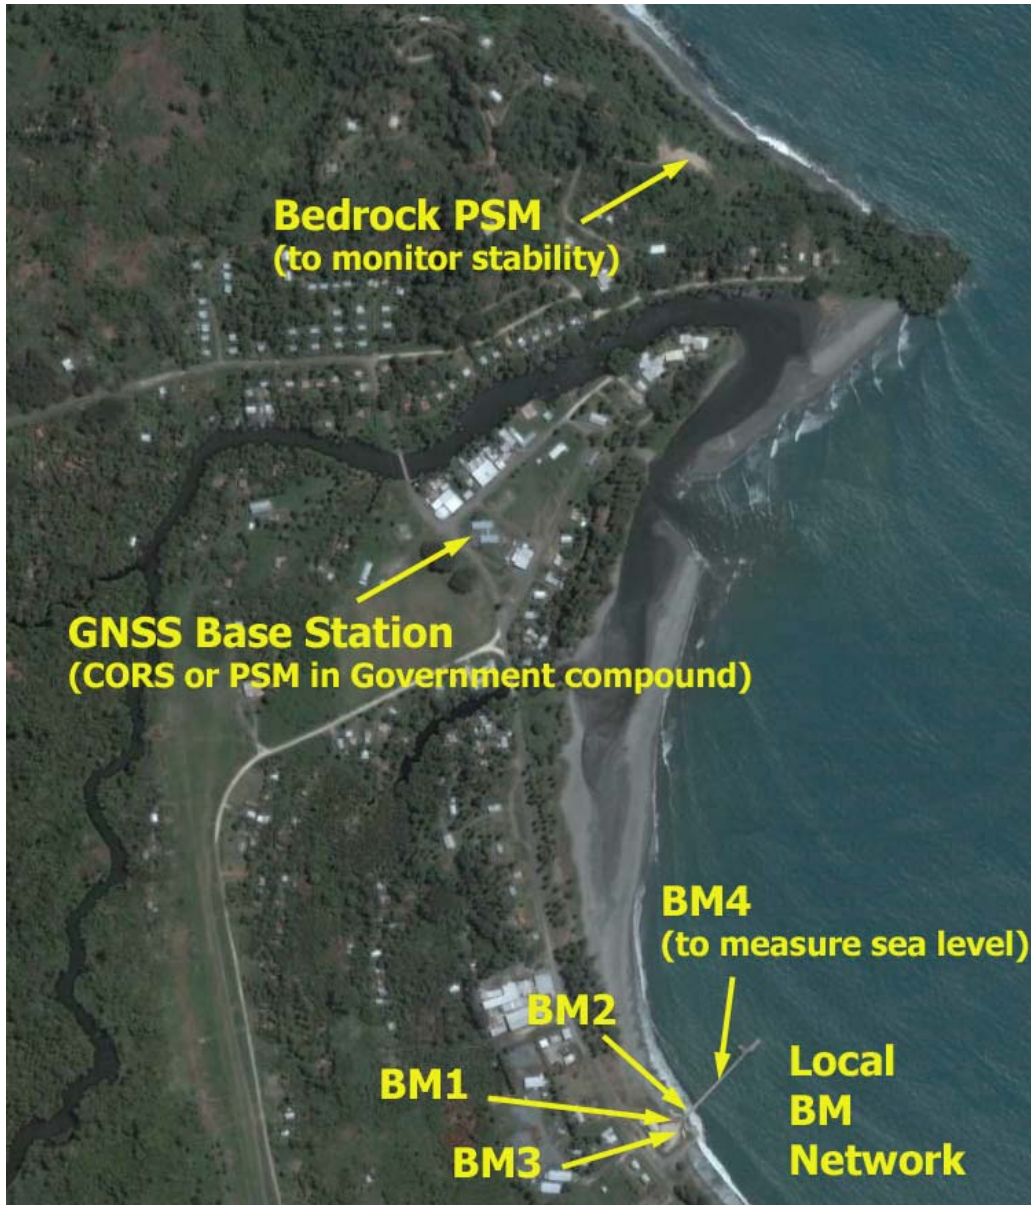 Bedrock PSM
(to monitor stability)
GNSS Base Station
(CORS or PSM in Government compound)
BM4
(to measure sea level)
BM2
BM1
BM3
Local
BM
Network